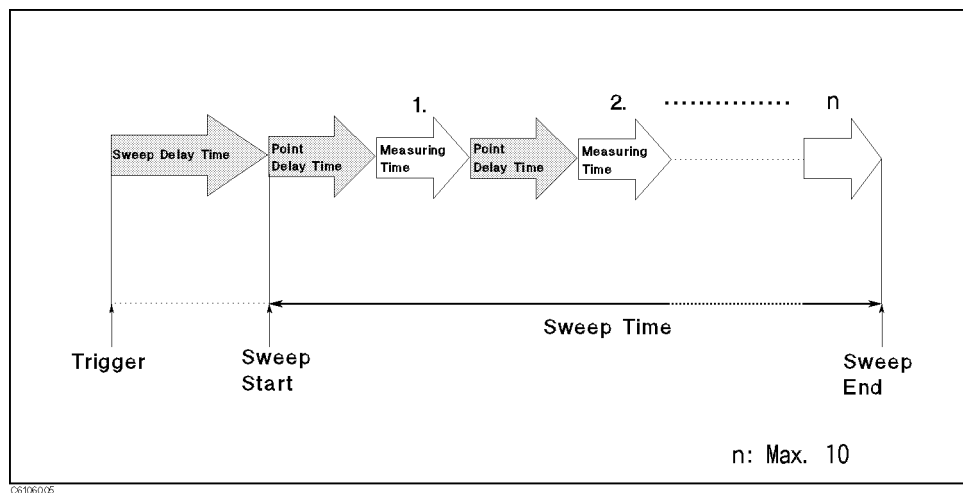 1.
2.
n
Sweep Delay Time
Point
Delay Time
Measuring
Time
Point
Delay Time
Measuring
Time
Sweep Time
Trigger
Sweep
Start
Sweep
End
n: Max. 10
C6106005